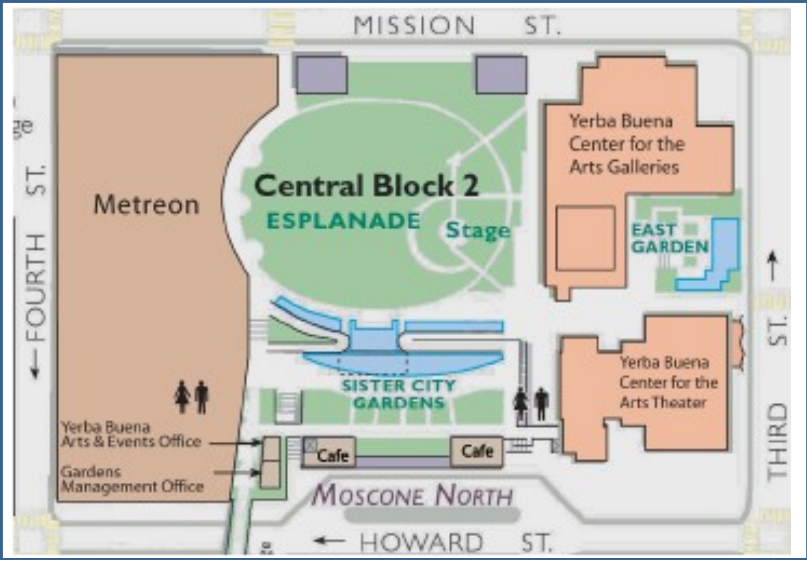 MISSION ST.
ge
FOURTH ST.
Metreon
Central Block 2
ESPLANADE
Stage
Yerba Buena
Center for the
Arts Galleries
EAST
GARDEN
THIRD ST.
SISTER CITY
GARDENS
Yerba Buena
Center for the
Arts Theater
Yerba Buena
Arts & Events Office
Gardens
Management Office
Cafe
Cafe
MOSCONE NORTH
HOWARD ST.